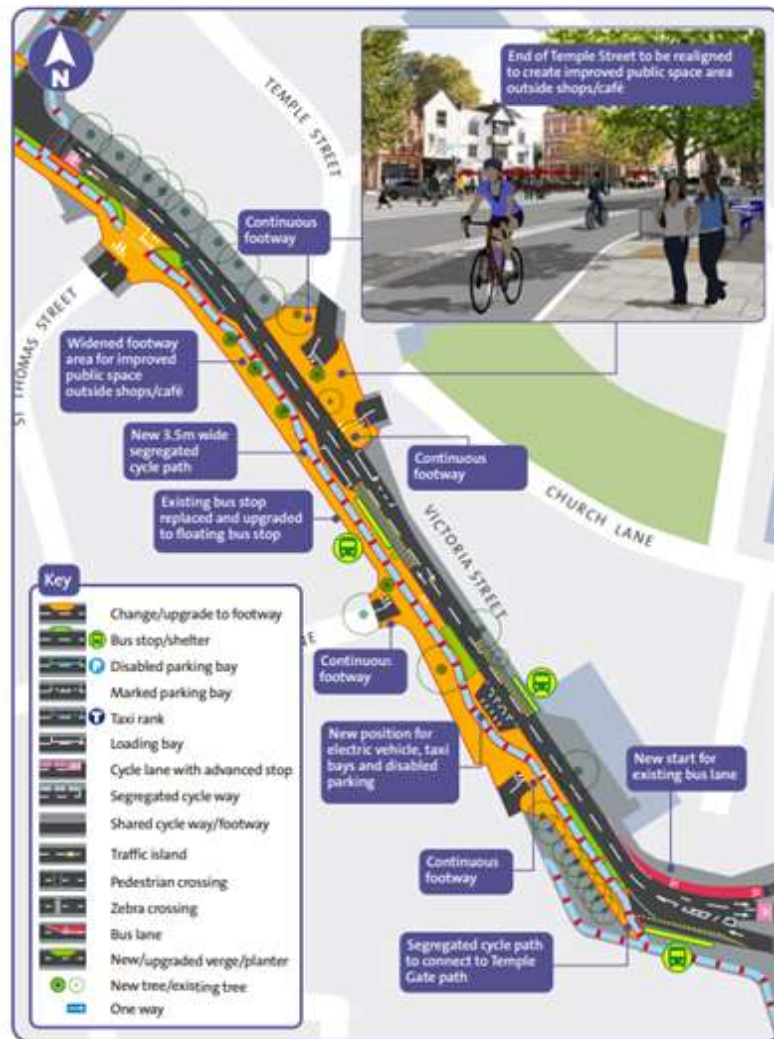 N
TEMPLE STREET
End of Temple Street to be realigned
to create improved public space area
outside shops/café
Continuous
footway
ST THOMAS STREET
Widened footway
area for improved
public space
outside shops/café
New 3.5m wide
segregated
cycle path
Continuous
footway
Existing bus stop
replaced and upgraded
to floating bus stop
CHURCH LANE
VICTORIA STREET
GE
Continuous
footway
New position for
electric vehicle, taxi
bays and disabled
parking
New start for
existing bus lane
Continuous
footway
Segregated cycle path
to connect to Temple
Gate path
Key
Change/upgrade to footway
Bus stop/shelter
P Disabled parking bay
Marked parking bay
T Taxi rank
Loading bay
Cycle lane with advanced stop
Segregated cycle way
Shared cycle way/footway
Traffic island
Pedestrian crossing
Zebra crossing
Bus lane
New/upgraded verge/planter
New tree/existing tree
One way